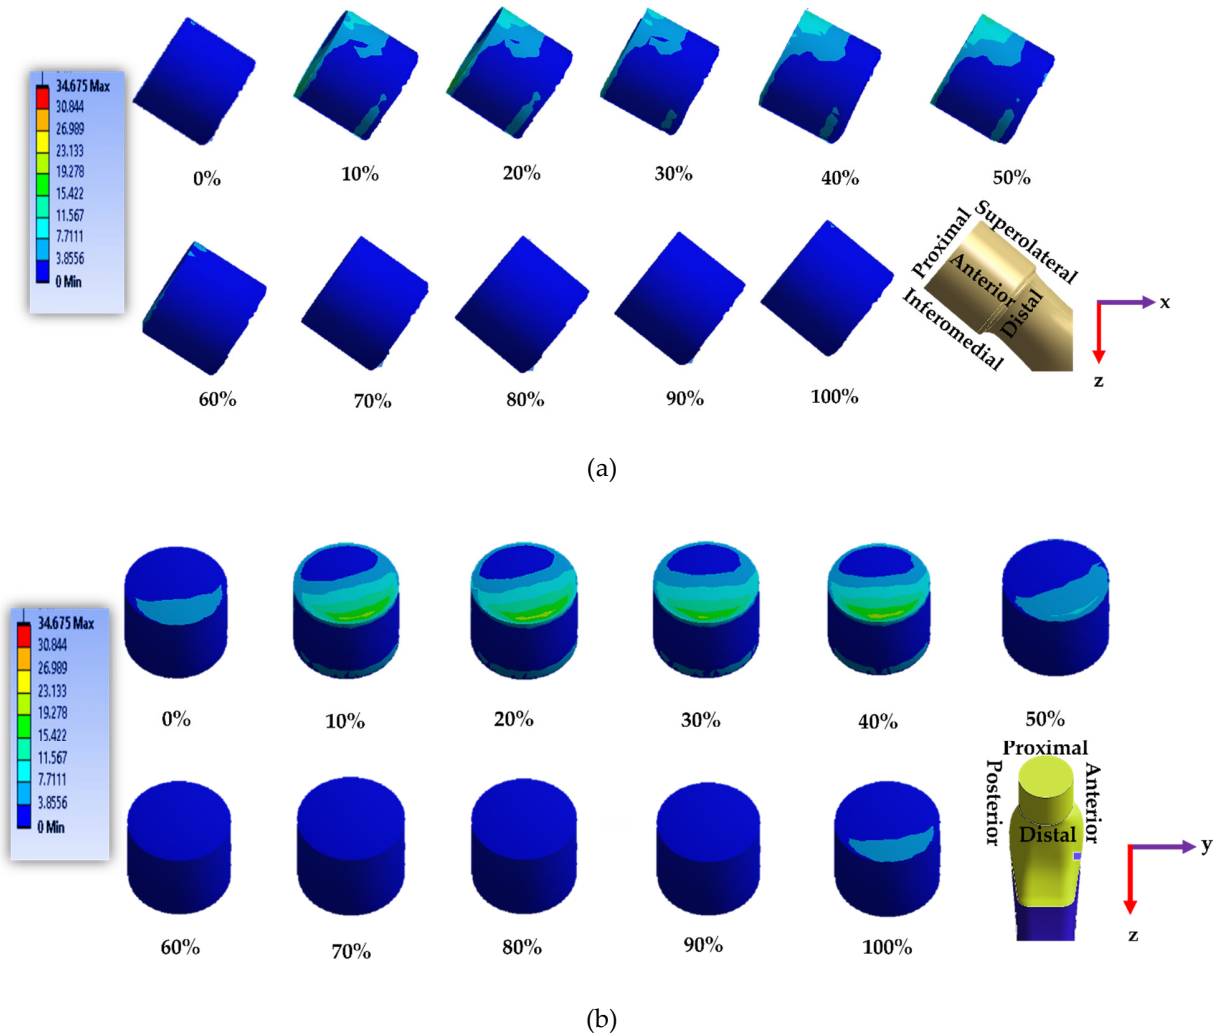 34.675 Max
30.844
26.989
23.133
19.278
15.422
11.567
7.7111
3.8556
0 Min
0%
10%
20%
30%
40%
50%
60%
70%
80%
90%
100%
Proximal
Superolateral
Anterior
Distal
Inferomedial
x
z
(a)
34.675 Max
30.844
26.989
23.133
19.278
15.422
11.567
7.7111
3.8556
0 Min
0%
10%
20%
30%
40%
50%
60%
70%
80%
90%
100%
Proximal
Posterior
Anterior
Distal
y
z
(b)